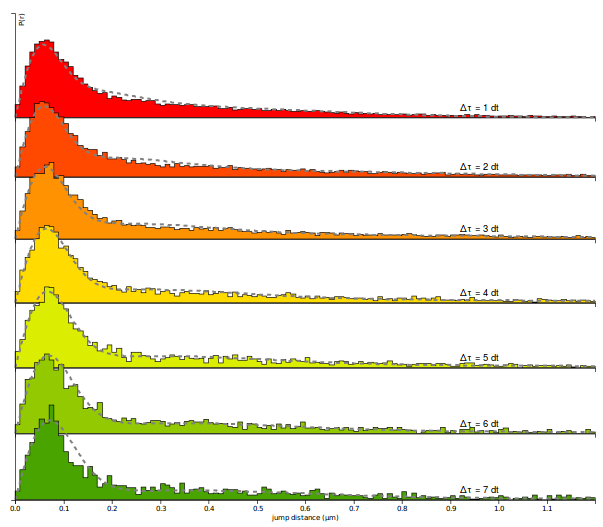 P(r)
Δτ = 1 dt
Δτ = 2 dt
Δτ = 3 dt
Δτ = 4 dt
Δτ = 5 dt
Δτ = 6 dt
Δτ = 7 dt
0.0 0.1 0.2 0.3 0.4 0.5 0.6 0.7 0.8 0.9 1.0 1.1
jump distance (μm)